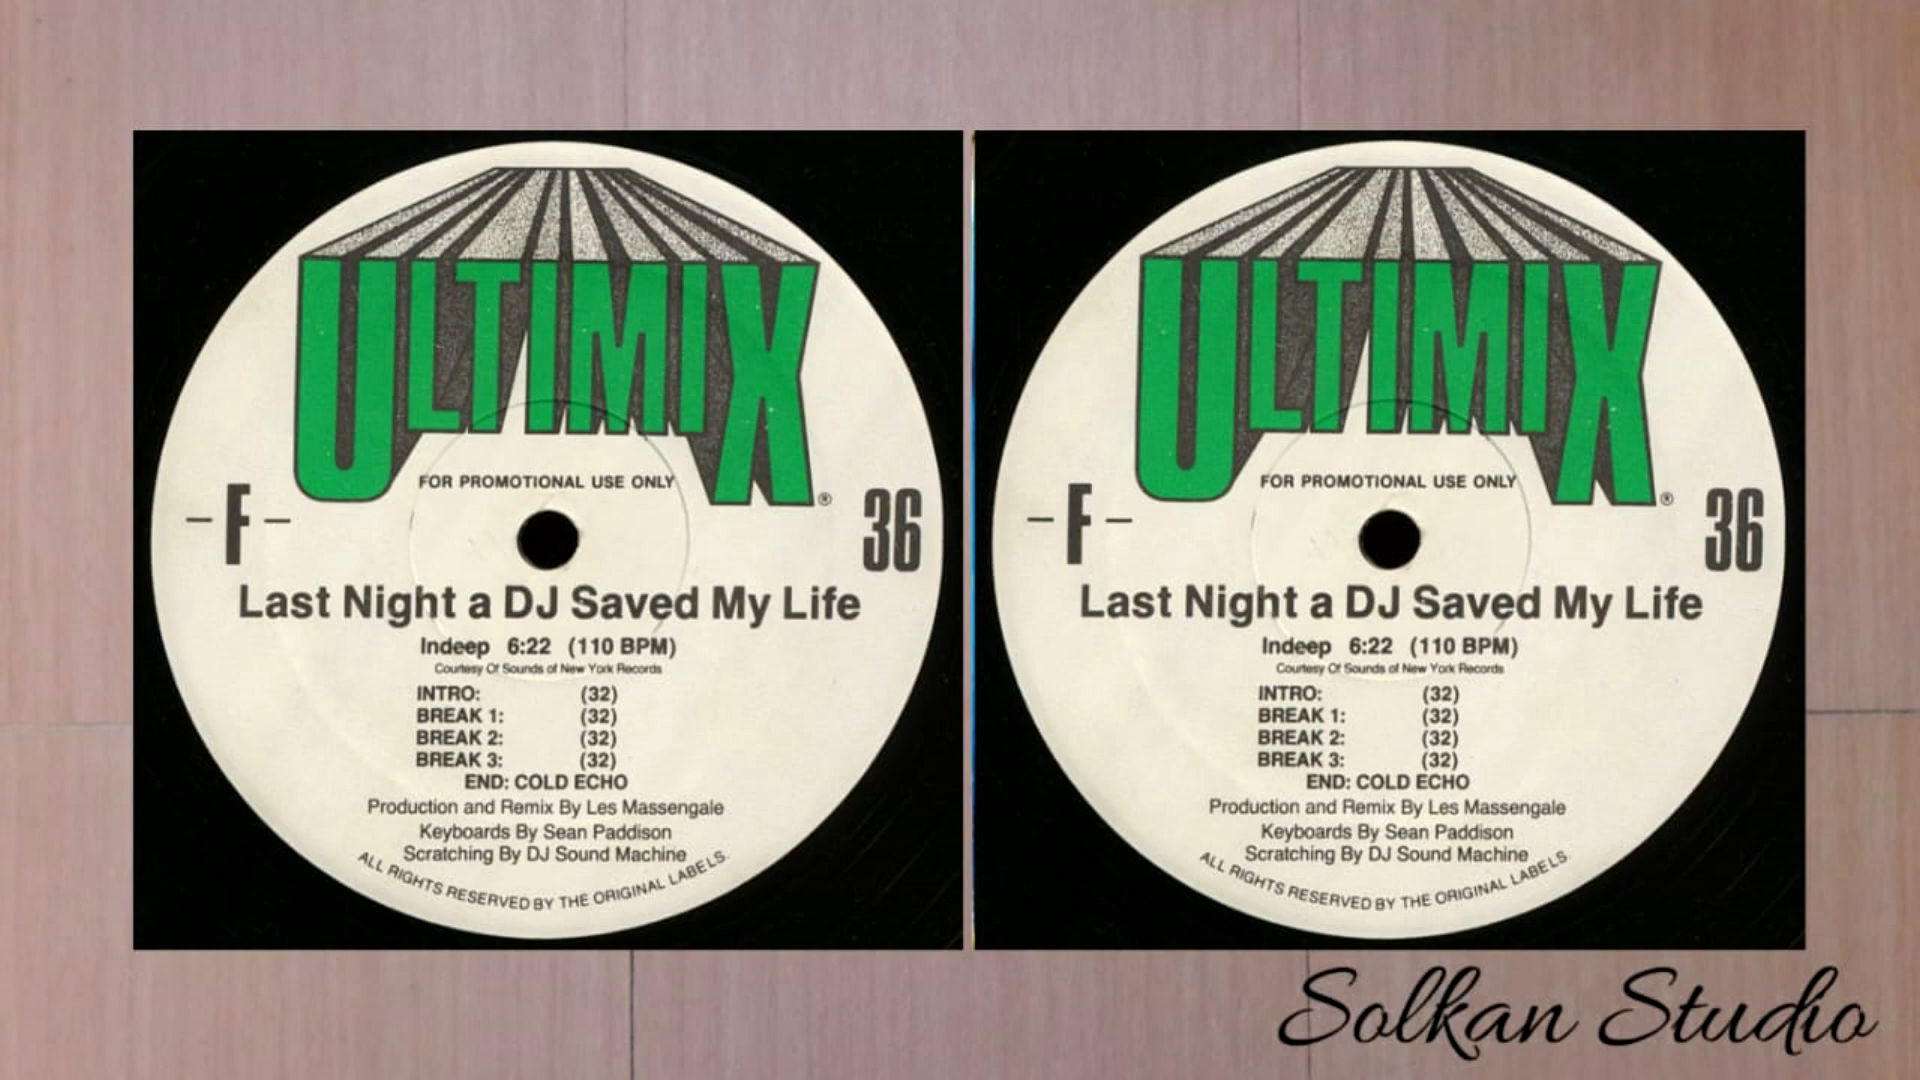 ULTIMIX®
FOR PROMOTIONAL USE ONLY
– F –
36
Last Night a DJ Saved My Life
Indeep 6:22 (110 BPM)
Courtesy Of Sounds of New York Records
INTRO: (32)
BREAK 1: (32)
BREAK 2: (32)
BREAK 3: (32)
END: COLD ECHO
Production and Remix By Les Massengale
Keyboards By Sean Paddison
Scratching By DJ Sound Machine
ALL RIGHTS RESERVED BY THE ORIGINAL LABELS.
ULTIMIX®
FOR PROMOTIONAL USE ONLY
– F –
36
Last Night a DJ Saved My Life
Indeep 6:22 (110 BPM)
Courtesy Of Sounds of New York Records
INTRO: (32)
BREAK 1: (32)
BREAK 2: (32)
BREAK 3: (32)
END: COLD ECHO
Production and Remix By Les Massengale
Keyboards By Sean Paddison
Scratching By DJ Sound Machine
ALL RIGHTS RESERVED BY THE ORIGINAL LABELS.
Solkan Studio